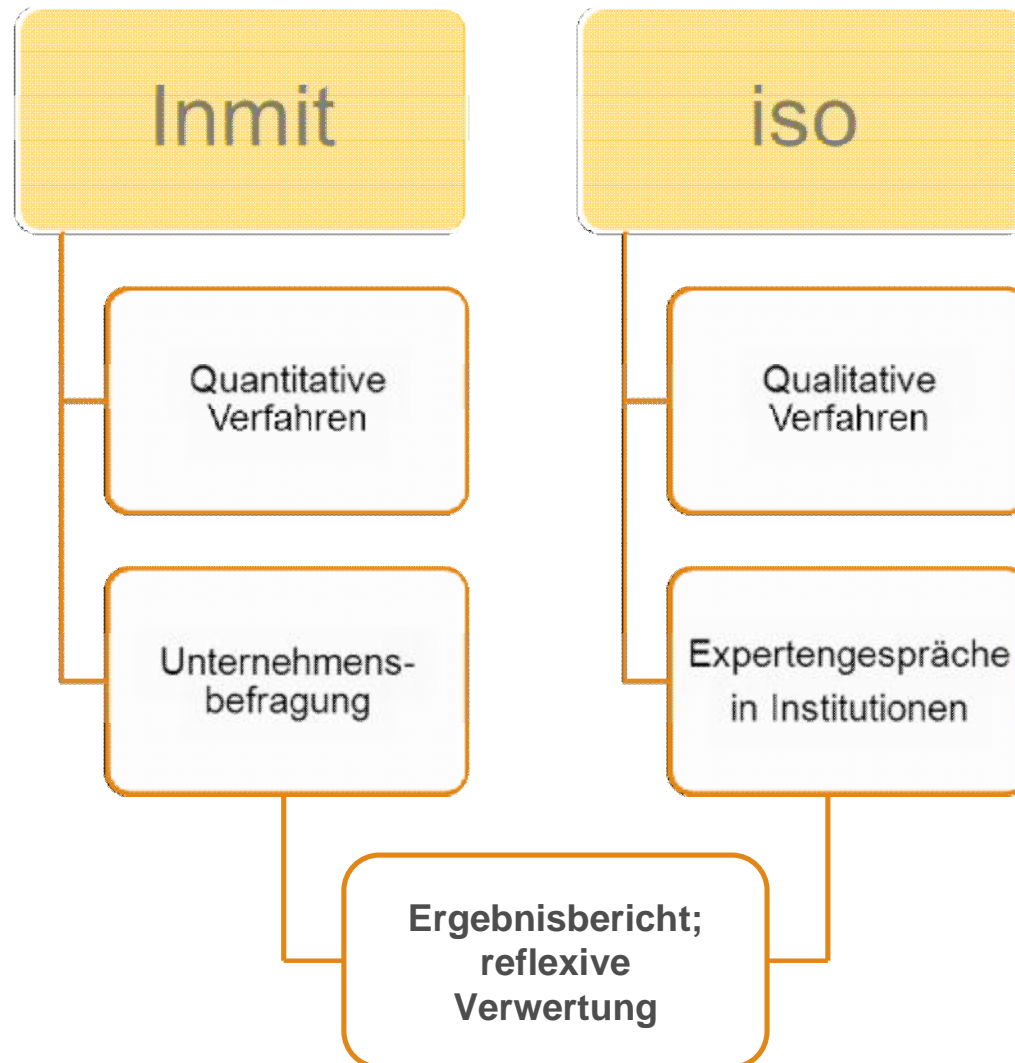 Inmit
Quantitative
Verfahren
Unternehmens-
befragung
iso
Qualitative
Verfahren
Expertengespräche
in Institutionen
Ergebnisbericht;
reflexive
Verwertung